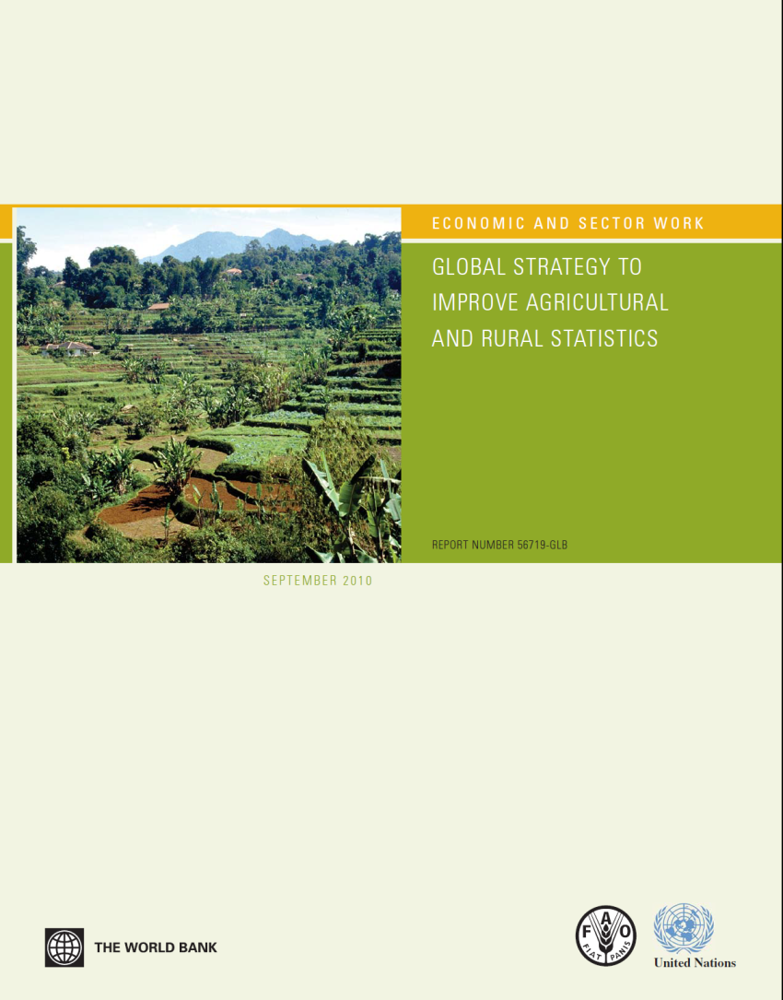 ECONOMIC AND SECTOR WORK
GLOBAL STRATEGY TO
IMPROVE AGRICULTURAL
AND RURAL STATISTICS
REPORT NUMBER 56719-GLB
SEPTEMBER 2010
THE WORLD BANK
F A O
FIAT PANIS
United Nations